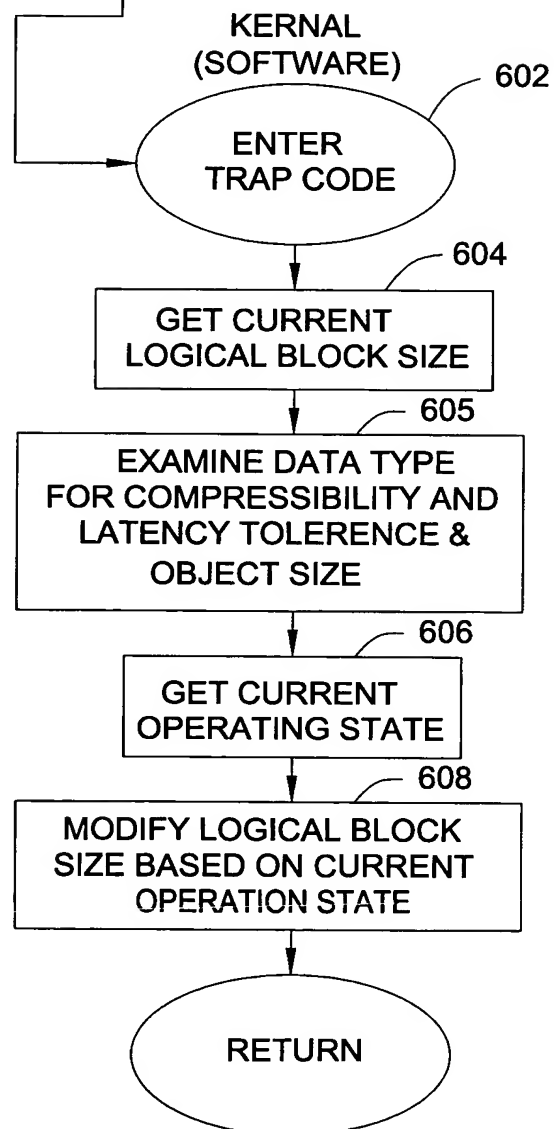 KERNAL
(SOFTWARE)
602
ENTER
TRAP CODE
604
GET CURRENT
LOGICAL BLOCK SIZE
605
EXAMINE DATA TYPE
FOR COMPRESSIBILITY AND
LATENCY TOLERENCE &
OBJECT SIZE
606
GET CURRENT
OPERATING STATE
608
MODIFY LOGICAL BLOCK
SIZE BASED ON CURRENT
OPERATION STATE
RETURN